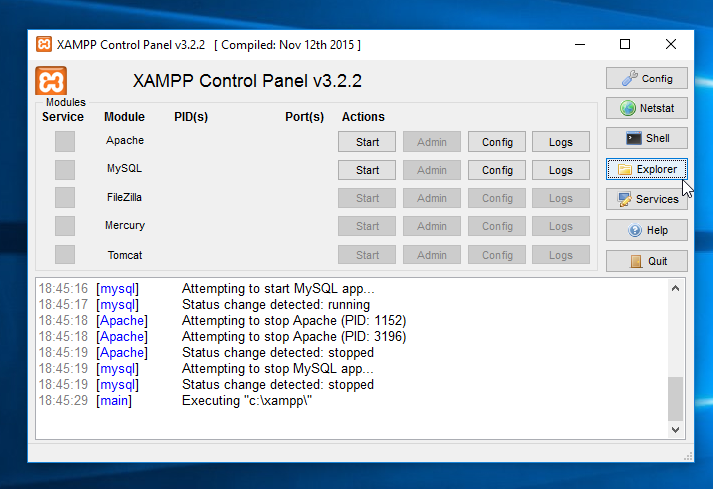 XAMPP Control Panel v3.2.2 [ Compiled: Nov 12th 2015 ]
XAMPP Control Panel v3.2.2
Config
Modules
Service Module PID(s) Port(s) Actions
Netstat
Apache Start Admin Config Logs
Shell
MySQL Start Admin Config Logs
Explorer
FileZilla Start Admin Config Logs
Services
Mercury Start Admin Config Logs
Help
Tomcat Start Admin Config Logs
Quit
18:45:16 [mysql] Attempting to start MySQL app...
18:45:17 [mysql] Status change detected: running
18:45:18 [Apache] Attempting to stop Apache (PID: 1152)
18:45:18 [Apache] Attempting to stop Apache (PID: 3196)
18:45:19 [Apache] Status change detected: stopped
18:45:19 [mysql] Attempting to stop MySQL app...
18:45:19 [mysql] Status change detected: stopped
18:45:29 [main] Executing "c:\xampp\"